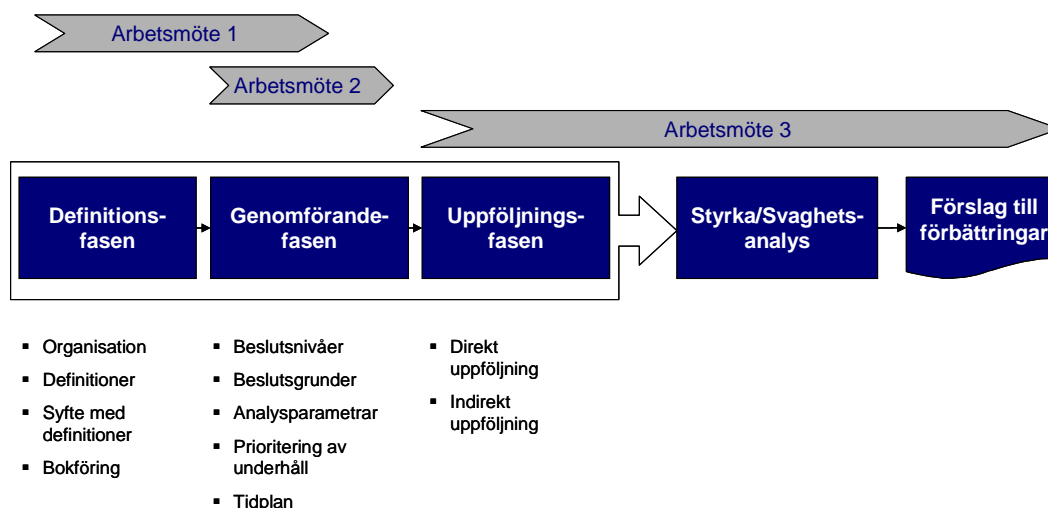 Arbetsmöte 1
Arbetsmöte 2
Arbetsmöte 3
Definitions-
fasen
Genomförande-
fasen
Uppföljnings-
fasen
Styrka/Svaghets-
analys
Förslag till
förbättringar
▪ Organisation
▪ Definitioner
▪ Syfte med
definitioner
▪ Bokföring
▪ Beslutsnivåer
▪ Beslutsgrunder
▪ Analysparametrar
▪ Prioritering av
underhåll
▪ Tidplan
▪ Direkt
uppföljning
▪ Indirekt
uppföljning